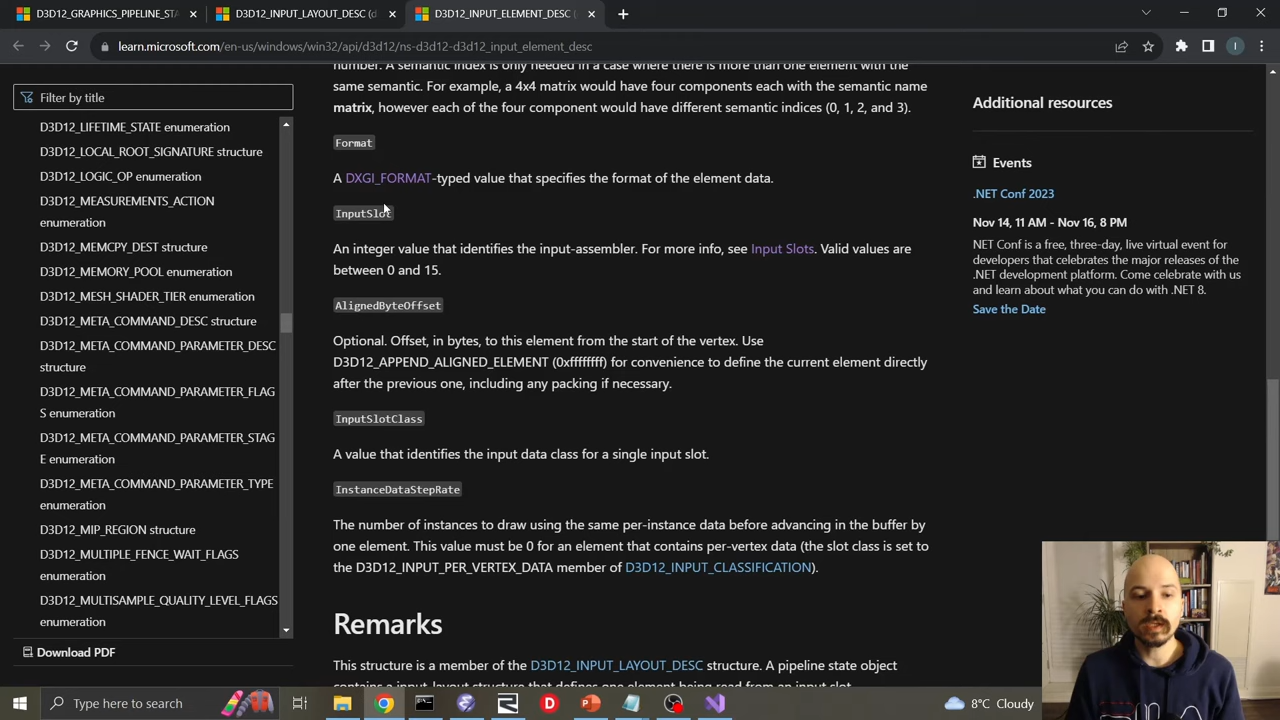 D3D12_GRAPHICS_PIPELINE_STA
D3D12_INPUT_LAYOUT_DESC (d
D3D12_INPUT_ELEMENT_DESC (
learn.microsoft.com/en-us/windows/win32/api/d3d12/ns-d3d12-d3d12_input_element_desc
I
Filter by title
D3D12_LIFETIME_STATE enumeration
D3D12_LOCAL_ROOT_SIGNATURE structure
D3D12_LOGIC_OP enumeration
D3D12_MEASUREMENTS_ACTION
enumeration
D3D12_MEMCPY_DEST structure
D3D12_MEMORY_POOL enumeration
D3D12_MESH_SHADER_TIER enumeration
D3D12_META_COMMAND_DESC structure
D3D12_META_COMMAND_PARAMETER_DESC
structure
D3D12_META_COMMAND_PARAMETER_FLAG
S enumeration
D3D12_META_COMMAND_PARAMETER_STAG
E enumeration
D3D12_META_COMMAND_PARAMETER_TYPE
enumeration
D3D12_MIP_REGION structure
D3D12_MULTIPLE_FENCE_WAIT_FLAGS
enumeration
D3D12_MULTISAMPLE_QUALITY_LEVEL_FLAGS
enumeration
Download PDF
number. A semantic index is only needed in a case where there is more than one element with the
same semantic. For example, a 4x4 matrix would have four components each with the semantic name
matrix, however each of the four component would have different semantic indices (0, 1, 2, and 3).
Format
A DXGI_FORMAT-typed value that specifies the format of the element data.
InputSlot
An integer value that identifies the input-assembler. For more info, see Input Slots. Valid values are
between 0 and 15.
AlignedByteOffset
Optional. Offset, in bytes, to this element from the start of the vertex. Use
D3D12_APPEND_ALIGNED_ELEMENT (0xffffffff) for convenience to define the current element directly
after the previous one, including any packing if necessary.
InputSlotClass
A value that identifies the input data class for a single input slot.
InstanceDataStepRate
The number of instances to draw using the same per-instance data before advancing in the buffer by
one element. This value must be 0 for an element that contains per-vertex data (the slot class is set to
the D3D12_INPUT_PER_VERTEX_DATA member of D3D12_INPUT_CLASSIFICATION).
Remarks
This structure is a member of the D3D12_INPUT_LAYOUT_DESC structure. A pipeline state object
contains a input-layout structure that defines one element being read from an input slot.
Additional resources
Events
.NET Conf 2023
Nov 14, 11 AM - Nov 16, 8 PM
.NET Conf is a free, three-day, live virtual event for
developers that celebrates the major releases of the
.NET development platform. Come celebrate with us
and learn about what you can do with .NET 8.
Save the Date
Type here to search
8°C Cloudy